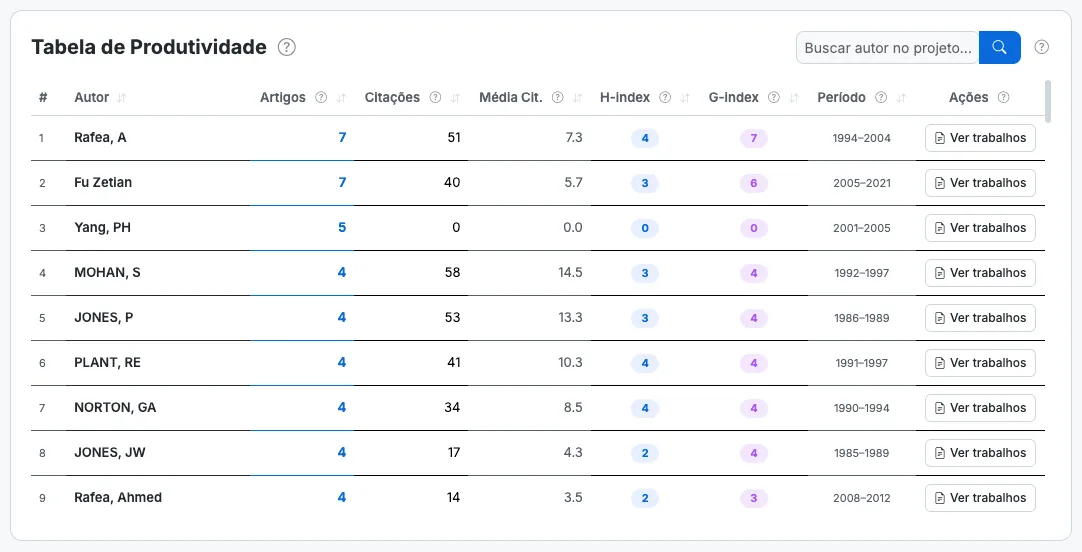 Tabela de Produtividade ? Buscar autor no projeto... ?
# Autor Artigos ? Citações ? Média Cit. ? H-index ? G-Index ? Período ? Ações ?
1 Rafea, A 7 51 7.3 4 7 1994–2004 Ver trabalhos
2 Fu Zetian 7 40 5.7 3 6 2005–2021 Ver trabalhos
3 Yang, PH 5 0 0.0 0 0 2001–2005 Ver trabalhos
4 MOHAN, S 4 58 14.5 3 4 1992–1997 Ver trabalhos
5 JONES, P 4 53 13.3 3 4 1986–1989 Ver trabalhos
6 PLANT, RE 4 41 10.3 4 4 1991–1997 Ver trabalhos
7 NORTON, GA 4 34 8.5 4 4 1990–1994 Ver trabalhos
8 JONES, JW 4 17 4.3 2 4 1985–1989 Ver trabalhos
9 Rafea, Ahmed 4 14 3.5 2 3 2008–2012 Ver trabalhos